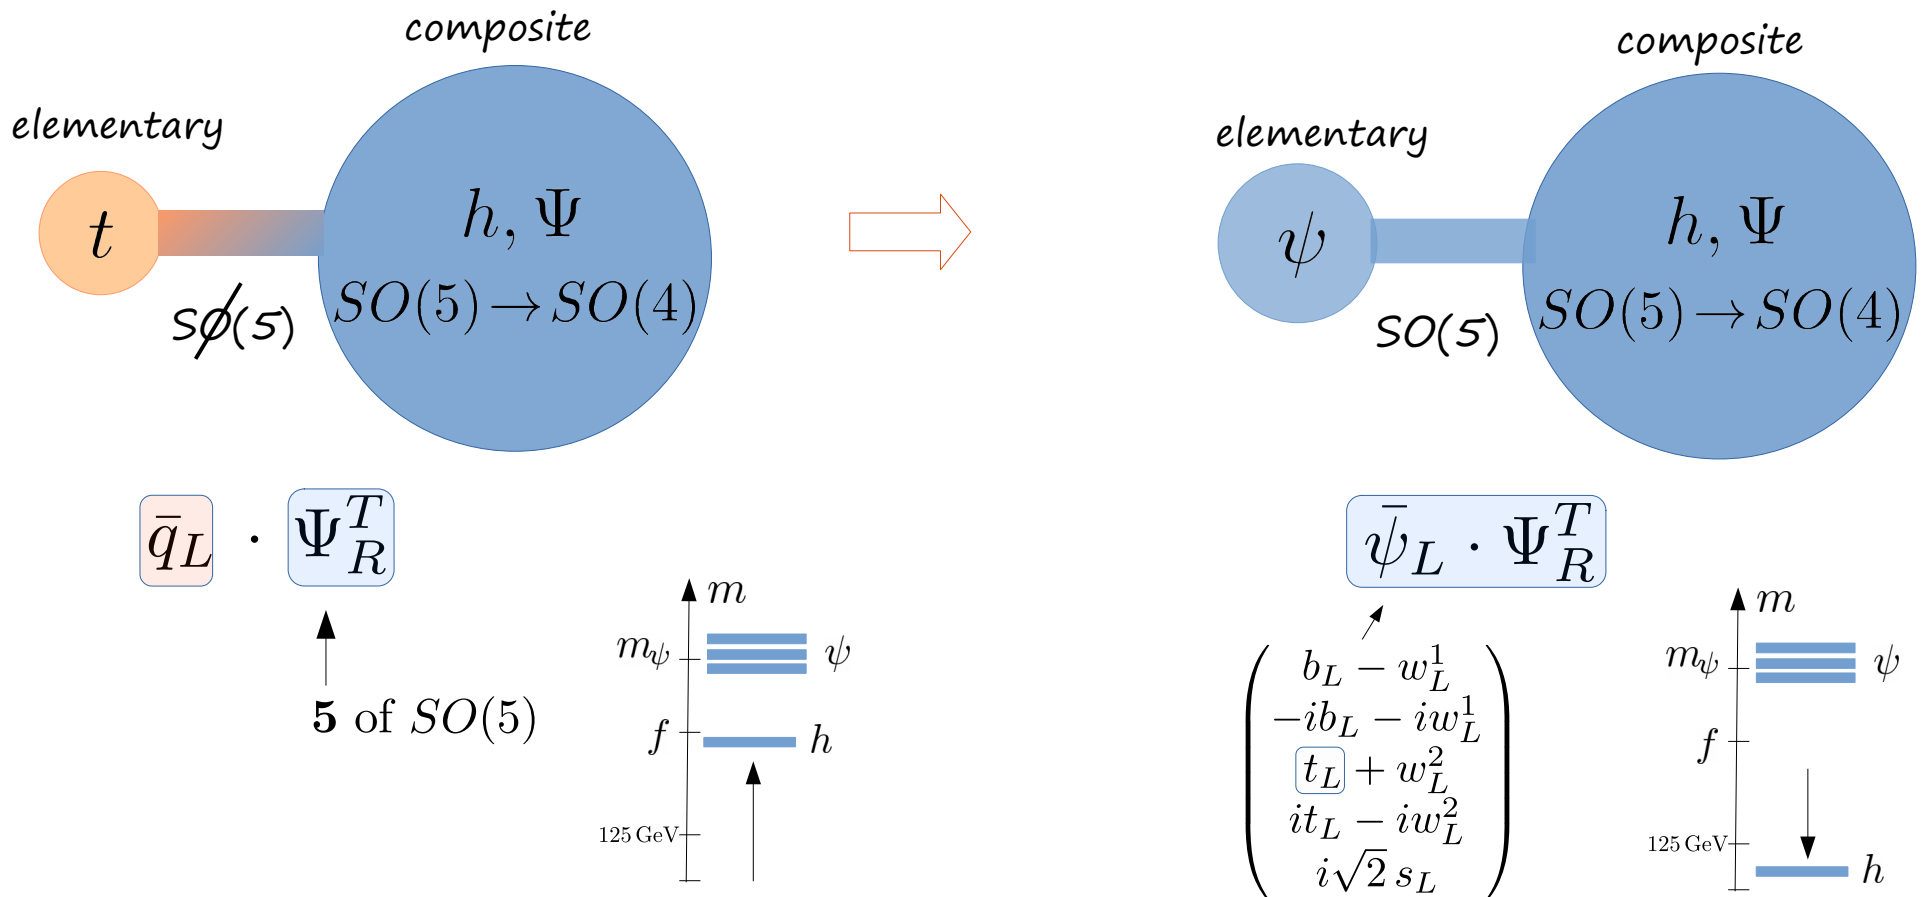 composite
elementary
t
h, Ψ
SO(5) → SO(4)
SO̸(5)
q̄_L · Ψ_R^T
5 of SO(5)
m
m_ψ
ψ
f
h
125 GeV
composite
elementary
ψ
h, Ψ
SO(5) → SO(4)
SO(5)
ψ̄_L · Ψ_R^T
b_L − w_L^1
−ib_L − iw_L^1
t_L + w_L^2
it_L − iw_L^2
i√2 s_L
m
m_ψ
ψ
f
125 GeV
h